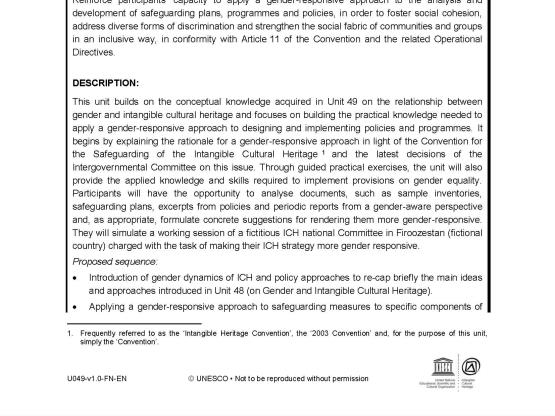 Reinforce participants' capacity to apply a gender-responsive approach to the analysis and
development of safeguarding plans, programmes and policies, in order to foster social cohesion,
address diverse forms of discrimination and strengthen the social fabric of communities and groups
in an inclusive way, in conformity with Article 11 of the Convention and the related Operational
Directives.
DESCRIPTION:
This unit builds on the conceptual knowledge acquired in Unit 49 on the relationship between
gender and intangible cultural heritage and focuses on building the practical knowledge needed to
apply a gender-responsive approach to designing and implementing policies and programmes. It
begins by explaining the rationale for a gender-responsive approach in light of the Convention for
the Safeguarding of the Intangible Cultural Heritage 1 and the latest decisions of the
Intergovernmental Committee on this issue. Through guided practical exercises, the unit will also
provide the applied knowledge and skills required to implement provisions on gender equality.
Participants will have the opportunity to analyse documents, such as sample inventories,
safeguarding plans, excerpts from policies and periodic reports from a gender-aware perspective
and, as appropriate, formulate concrete suggestions for rendering them more gender-responsive.
They will simulate a working session of a fictitious ICH national Committee in Firoozestan (fictional
country) charged with the task of making their ICH strategy more gender responsive.
Proposed sequence:
• Introduction of gender dynamics of ICH and policy approaches to re-cap briefly the main ideas
and approaches introduced in Unit 48 (on Gender and Intangible Cultural Heritage).
• Applying a gender-responsive approach to safeguarding measures to specific components of
1. Frequently referred to as the 'Intangible Heritage Convention', the '2003 Convention' and, for the purpose of this unit,
simply the 'Convention'.
U049-v1.0-FN-EN
© UNESCO • Not to be reproduced without permission
United Nations
Educational, Scientific and
Cultural Organization
Intangible
Cultural
Heritage